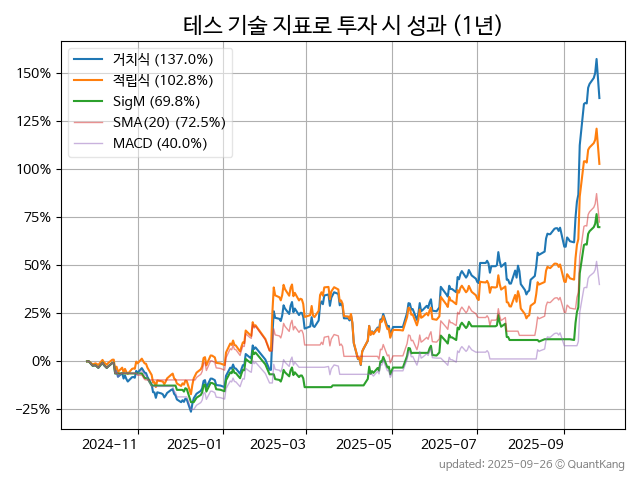 테스 기술 지표로 투자 시 성과 (1년)
거치식 (137.0%)
적립식 (102.8%)
SigM (69.8%)
SMA(20) (72.5%)
MACD (40.0%)
150%
125%
100%
75%
50%
25%
0%
−25%
2024-11 2025-01 2025-03 2025-05 2025-07 2025-09
updated: 2025-09-26 © QuantKang